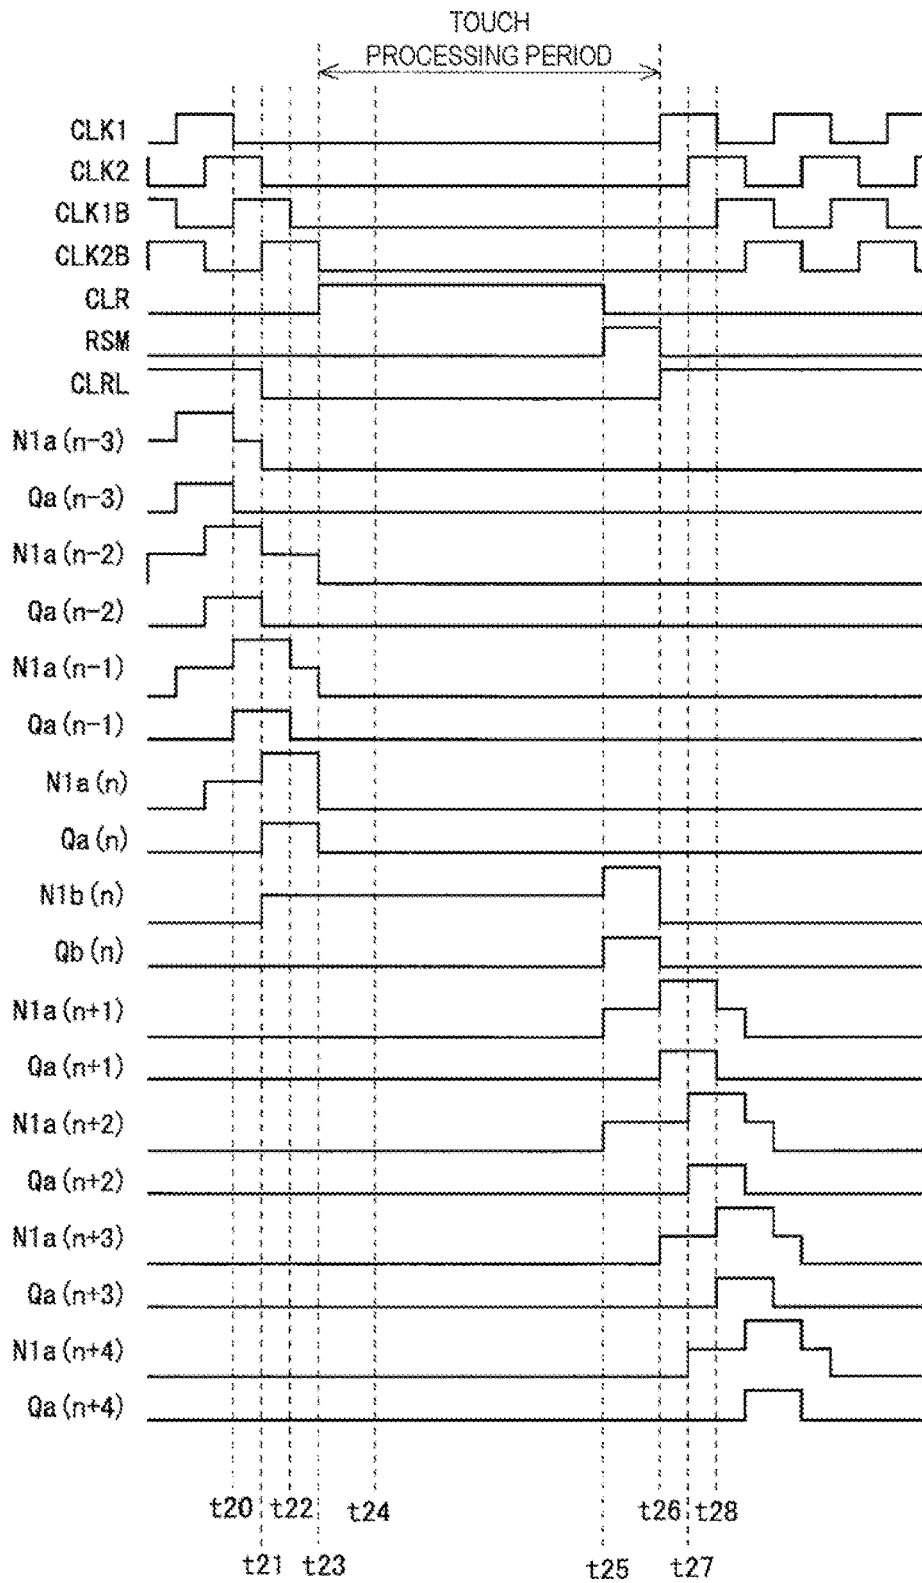 TOUCH
PROCESSING PERIOD
CLK1
CLK2
CLK1B
CLK2B
CLR
RSM
CLRL
N1a(n-3)
Qa(n-3)
N1a(n-2)
Qa(n-2)
N1a(n-1)
Qa(n-1)
N1a(n)
Qa(n)
N1b(n)
Qb(n)
N1a(n+1)
Qa(n+1)
N1a(n+2)
Qa(n+2)
N1a(n+3)
Qa(n+3)
N1a(n+4)
Qa(n+4)
t20 t22 t24 t26 t28
t21 t23 t25 t27